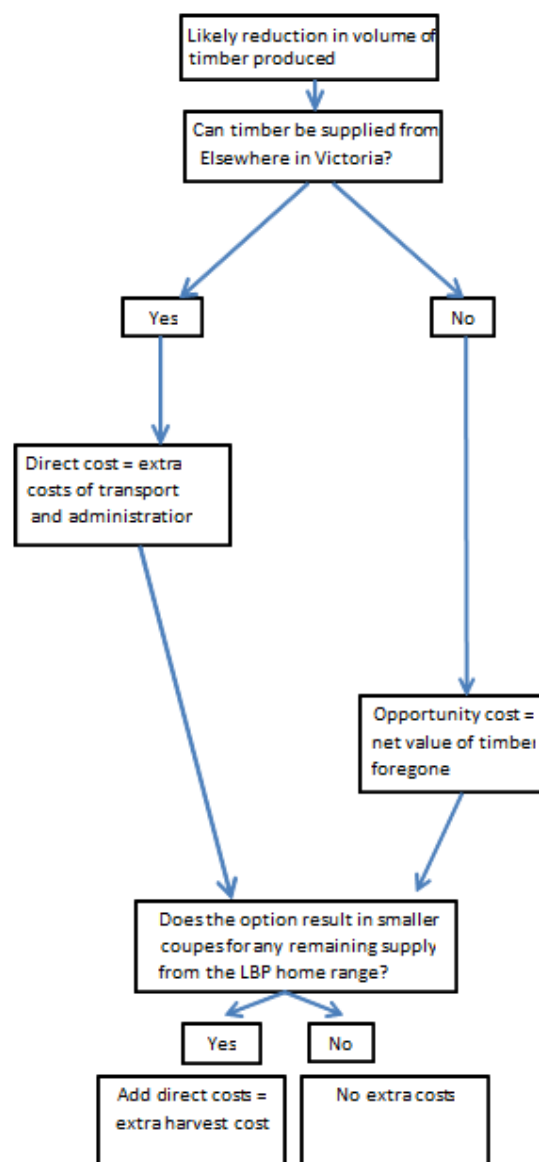 Likely reduction in volume of
timber produced
Can timber be supplied from
Elsewhere in Victoria?
Yes
No
Direct cost = extra
costs of transport
and administration
Opportunity cost =
net value of timber
foregone
Does the option result in smaller
coupes for any remaining supply
from the LBP home range?
Yes
No
Add direct costs =
extra harvest cost
No extra costs